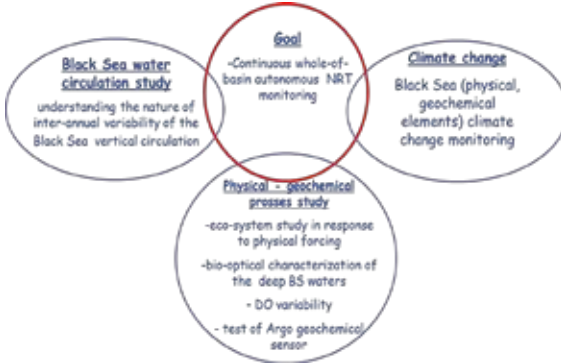 Goal
-Continuous whole-of-
basin autonomous NRT
monitoring
Black Sea water
circulation study
understanding the nature of
inter-annual variability of the
Black Sea vertical circulation
Climate change
Black Sea (physical,
geochemical
elements) climate
change monitoring
Physical - geochemical
prosses study
-eco-system study in response
to physical forcing
-bio-optical characterization of
the deep BS waters
- DO variability
- test of Argo geochemical
sensor